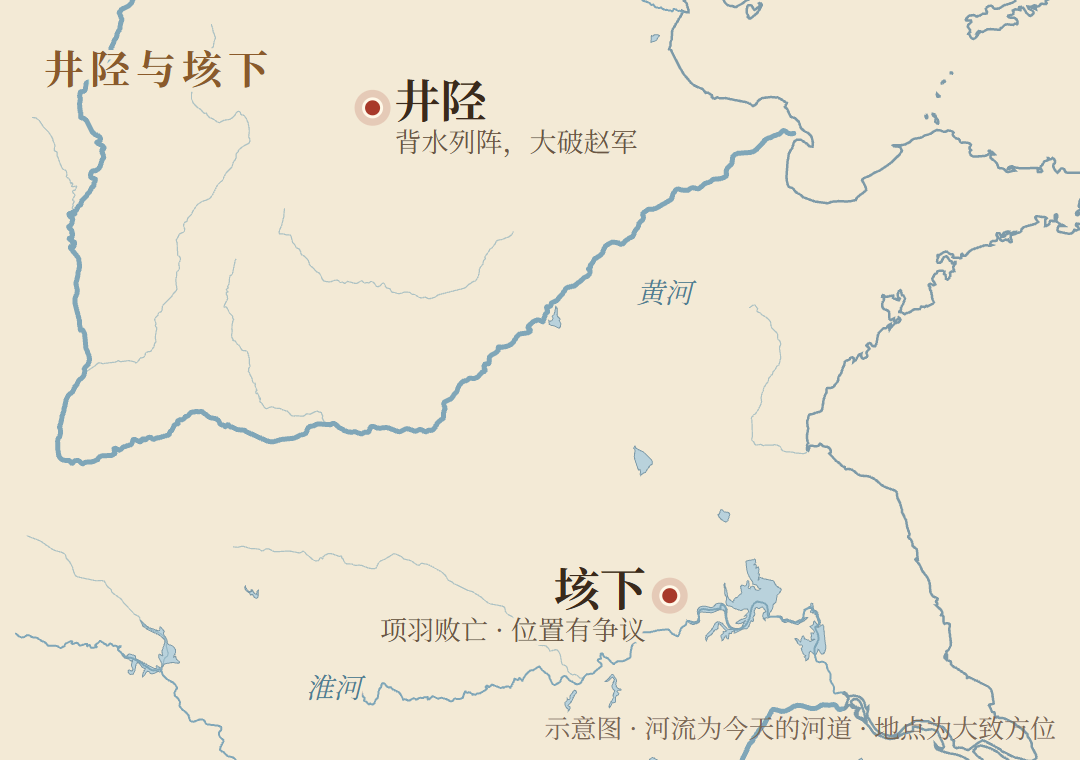 井陉与垓下
井陉
背水列阵，大破赵军
黄河
垓下
项羽败亡 · 位置有争议
淮河
示意图 · 河流为今天的河道 · 地点为大致方位